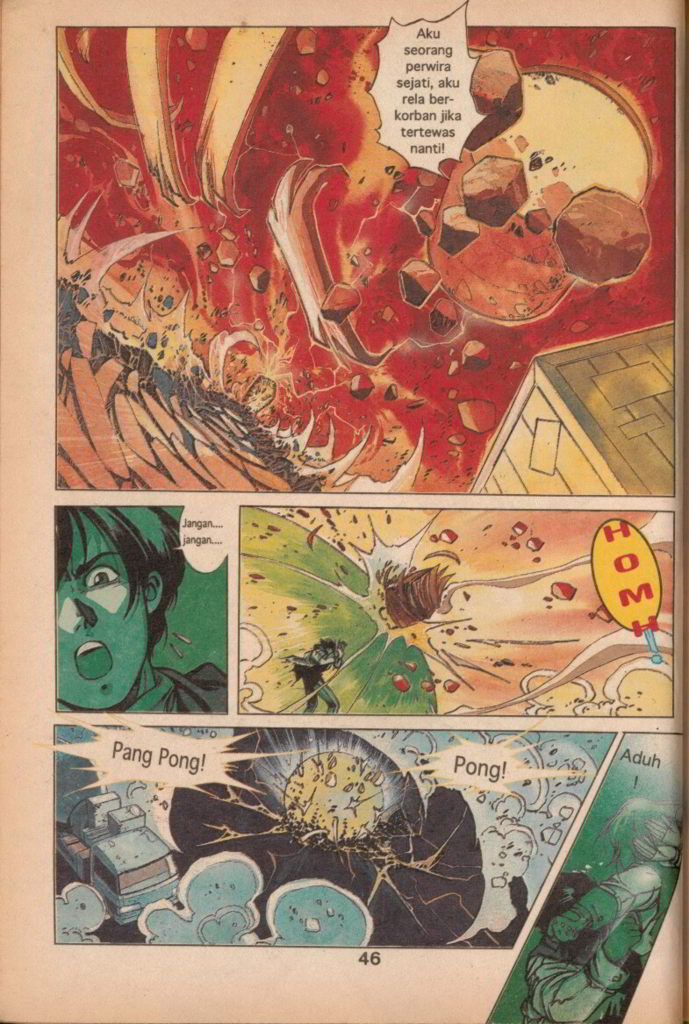 Aku
seorang
perwira
sejati, aku
rela ber-
korban jika
tertewas
nanti!
Jangan....
jangan....
HOMH!
Pang Pong!
Pong!
Aduh
!
46